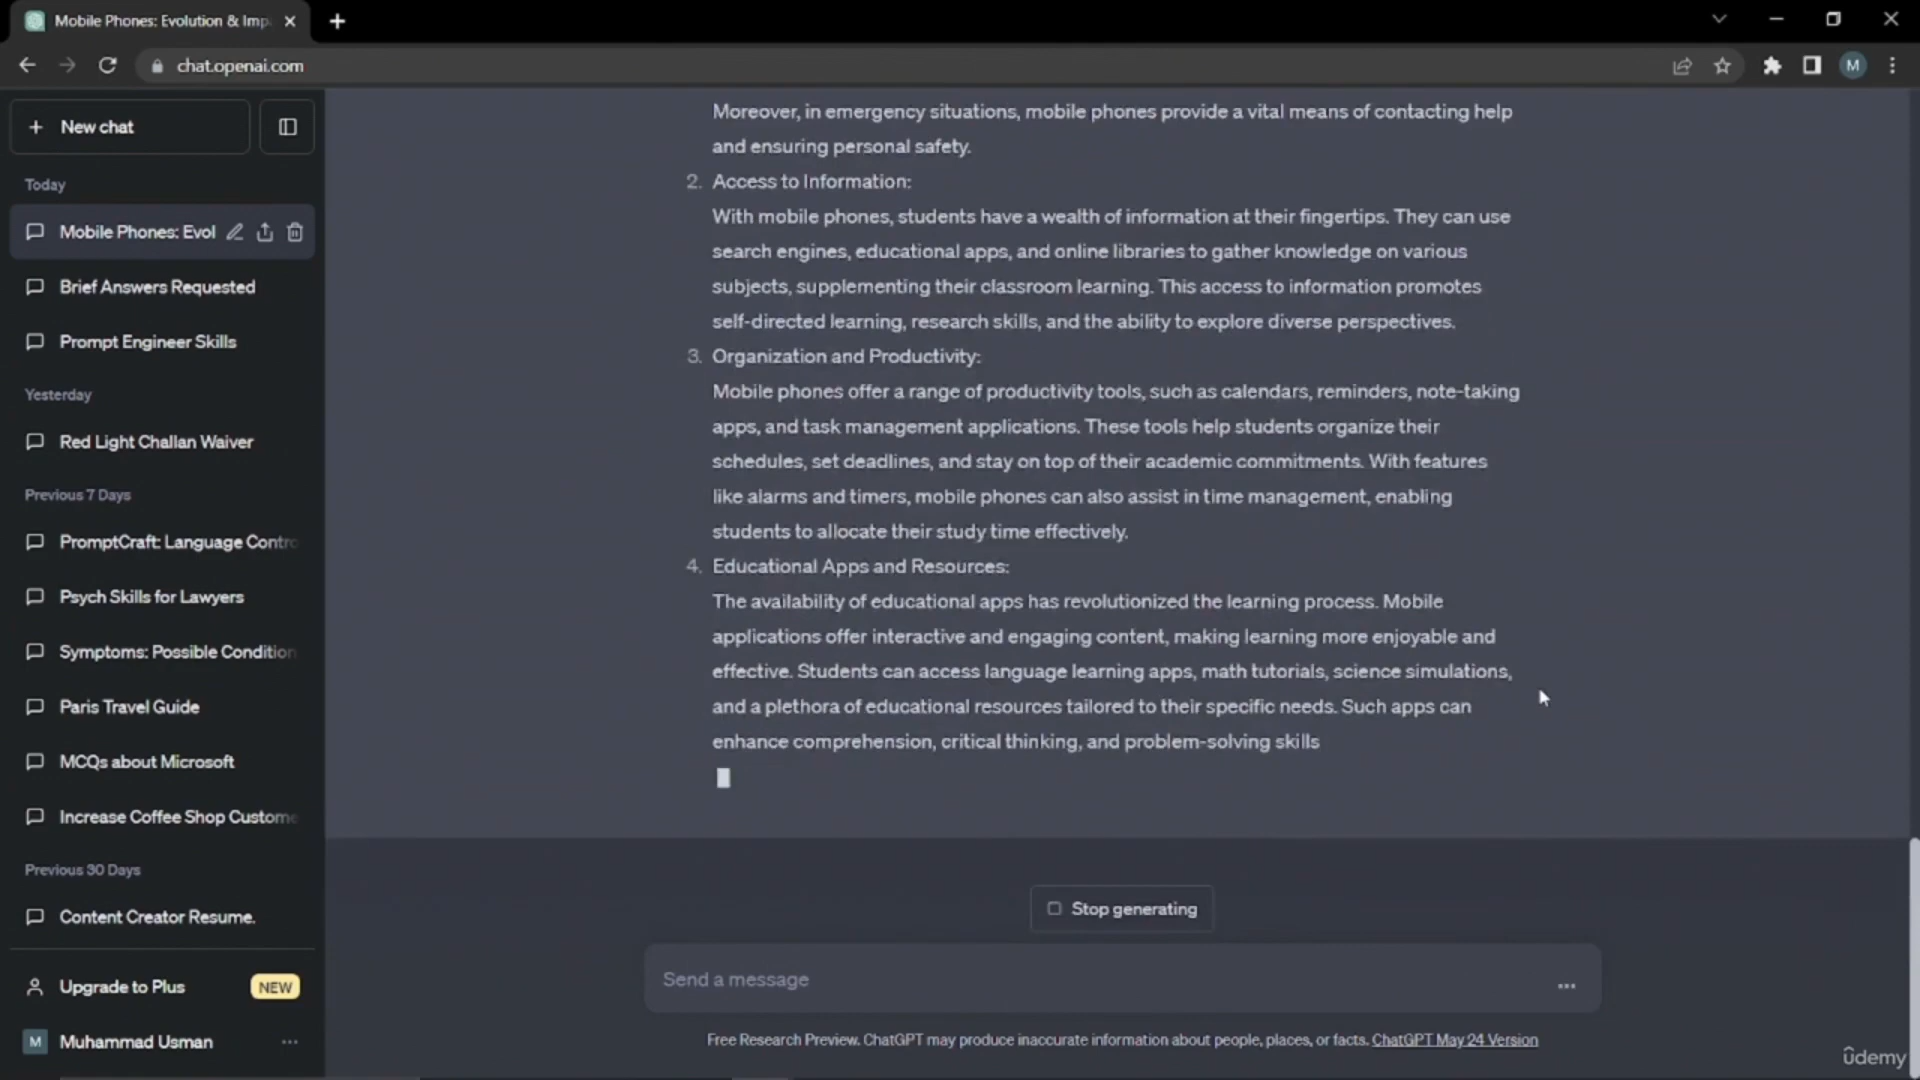 Mobile Phones: Evolution & Imp
chat.openai.com
M
New chat
Today
Mobile Phones: Evol
Brief Answers Requested
Prompt Engineer Skills
Yesterday
Red Light Challan Waiver
Previous 7 Days
PromptCraft: Language Contro
Psych Skills for Lawyers
Symptoms: Possible Condition
Paris Travel Guide
MCQs about Microsoft
Increase Coffee Shop Custome
Previous 30 Days
Content Creator Resume.
Upgrade to Plus NEW
M Muhammad Usman
Moreover, in emergency situations, mobile phones provide a vital means of contacting help
and ensuring personal safety.
2. Access to Information:
With mobile phones, students have a wealth of information at their fingertips. They can use
search engines, educational apps, and online libraries to gather knowledge on various
subjects, supplementing their classroom learning. This access to information promotes
self-directed learning, research skills, and the ability to explore diverse perspectives.
3. Organization and Productivity:
Mobile phones offer a range of productivity tools, such as calendars, reminders, note-taking
apps, and task management applications. These tools help students organize their
schedules, set deadlines, and stay on top of their academic commitments. With features
like alarms and timers, mobile phones can also assist in time management, enabling
students to allocate their study time effectively.
4. Educational Apps and Resources:
The availability of educational apps has revolutionized the learning process. Mobile
applications offer interactive and engaging content, making learning more enjoyable and
effective. Students can access language learning apps, math tutorials, science simulations,
and a plethora of educational resources tailored to their specific needs. Such apps can
enhance comprehension, critical thinking, and problem-solving skills
Stop generating
Send a message
Free Research Preview. ChatGPT may produce inaccurate information about people, places, or facts. ChatGPT May 24 Version
ûdemy